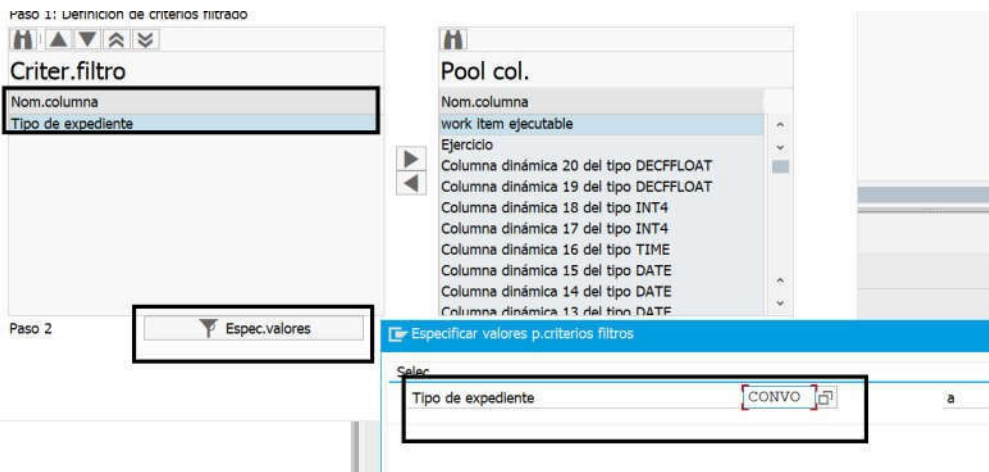 Paso 1: Definición de criterios filtrado
Criter.filtro
Nom.columna
Tipo de expediente
Pool col.
Nom.columna
work item ejecutable
Ejercicio
Columna dinámica 20 del tipo DECFFLOAT
Columna dinámica 19 del tipo DECFFLOAT
Columna dinámica 18 del tipo INT4
Columna dinámica 17 del tipo INT4
Columna dinámica 16 del tipo TIME
Columna dinámica 15 del tipo DATE
Columna dinámica 14 del tipo DATE
Columna dinámica 13 del tipo DATE
Paso 2
Espec.valores
Especificar valores p.criterios filtros
Selec
Tipo de expediente CONVO a